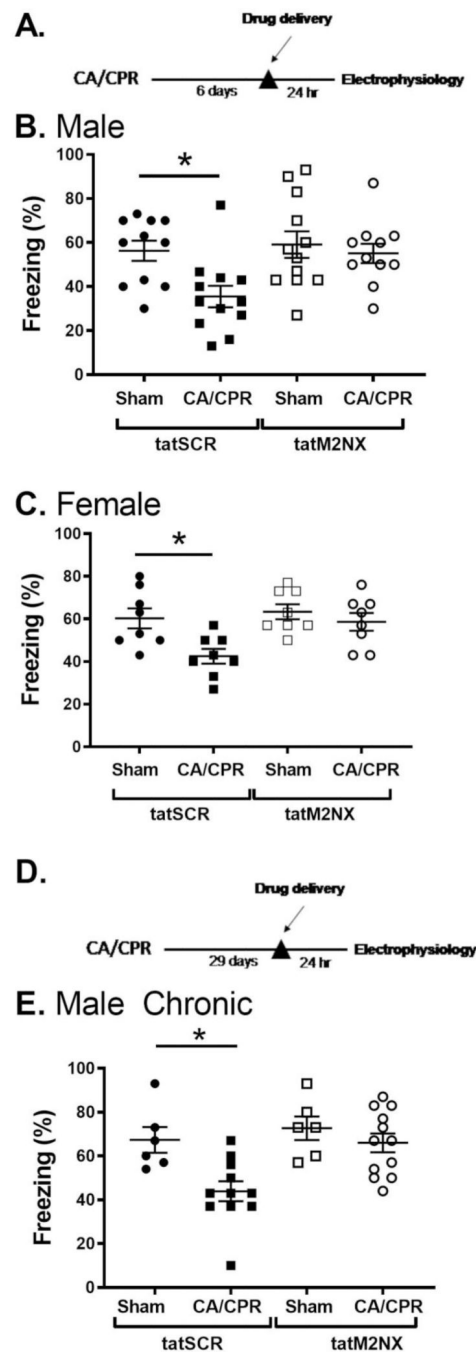 A.
Drug delivery
CA/CPR
6 days
24 hr
Electrophysiology
B. Male
Freezing (%)
100
80
60
40
20
0
*
Sham CA/CPR Sham CA/CPR
tatSCR tatM2NX
C. Female
Freezing (%)
100
80
60
40
20
0
*
Sham CA/CPR Sham CA/CPR
tatSCR tatM2NX
D.
Drug delivery
CA/CPR
29 days
24 hr
Electrophysiology
E. Male Chronic
Freezing (%)
100
80
60
40
20
0
*
Sham CA/CPR Sham CA/CPR
tatSCR tatM2NX